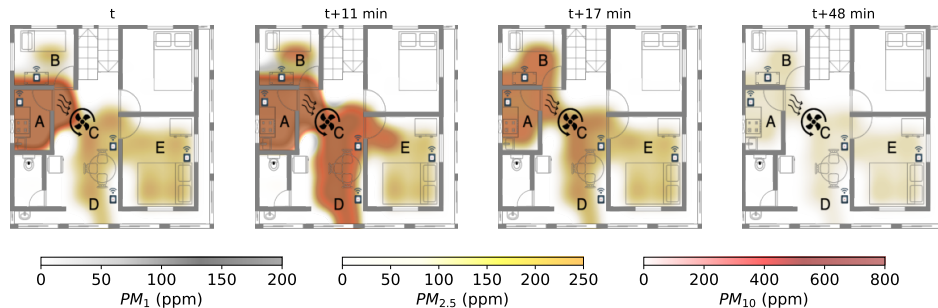 t t+11 min t+17 min t+48 min
B B B B
A A A A
C C C C
E E E E
D D D D
0 50 100 150 200 0 50 100 150 200 250 0 200 400 600 800
PM1 (ppm) PM2.5 (ppm) PM10 (ppm)